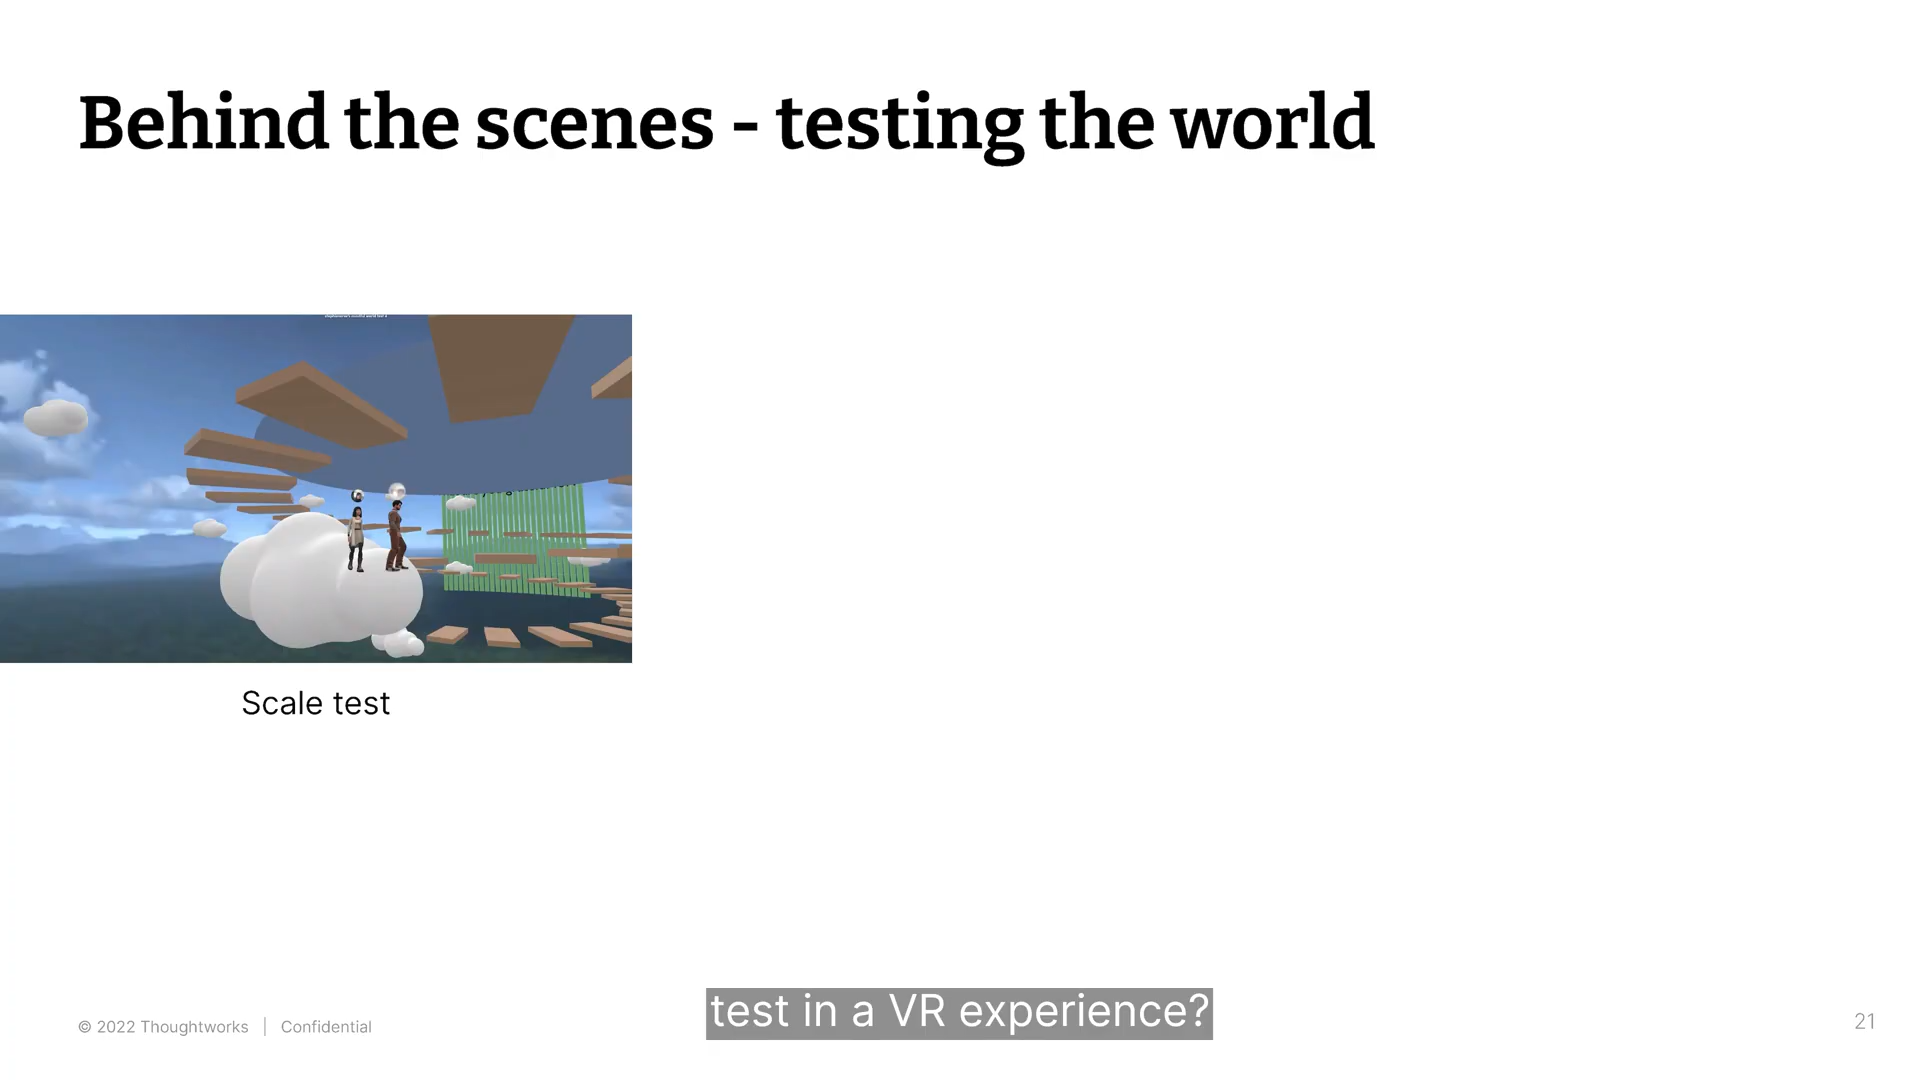 Behind the scenes - testing the world
Scale test
test in a VR experience?
© 2022 Thoughtworks | Confidential
21